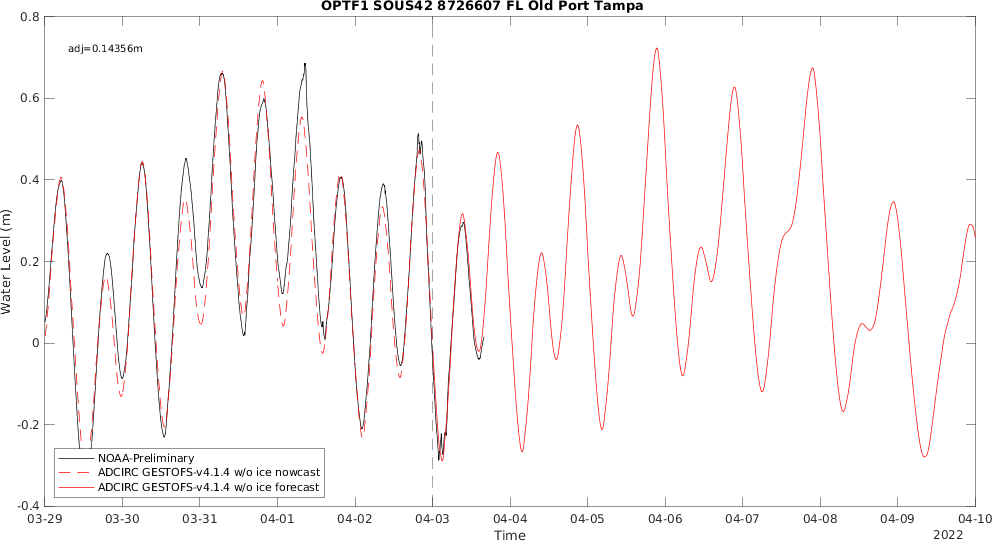 OPTF1 SOUS42 8726607 FL Old Port Tampa
adj=0.14356m
0.8
0.6
0.4
0.2
0
-0.2
-0.4
Water Level (m)
NOAA-Preliminary
ADCIRC GESTOFS-v4.1.4 w/o ice nowcast
ADCIRC GESTOFS-v4.1.4 w/o ice forecast
03-29 03-30 03-31 04-01 04-02 04-03 04-04 04-05 04-06 04-07 04-08 04-09 04-10
Time
2022